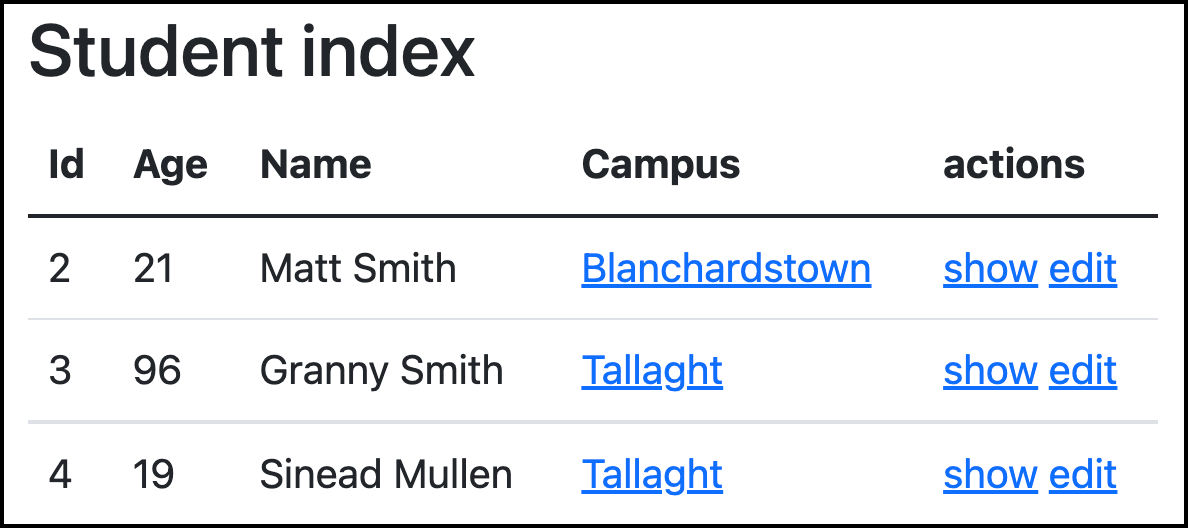 Student index
Id Age Name Campus actions
2 21 Matt Smith Blanchardstown show edit
3 96 Granny Smith Tallaght show edit
4 19 Sinead Mullen Tallaght show edit